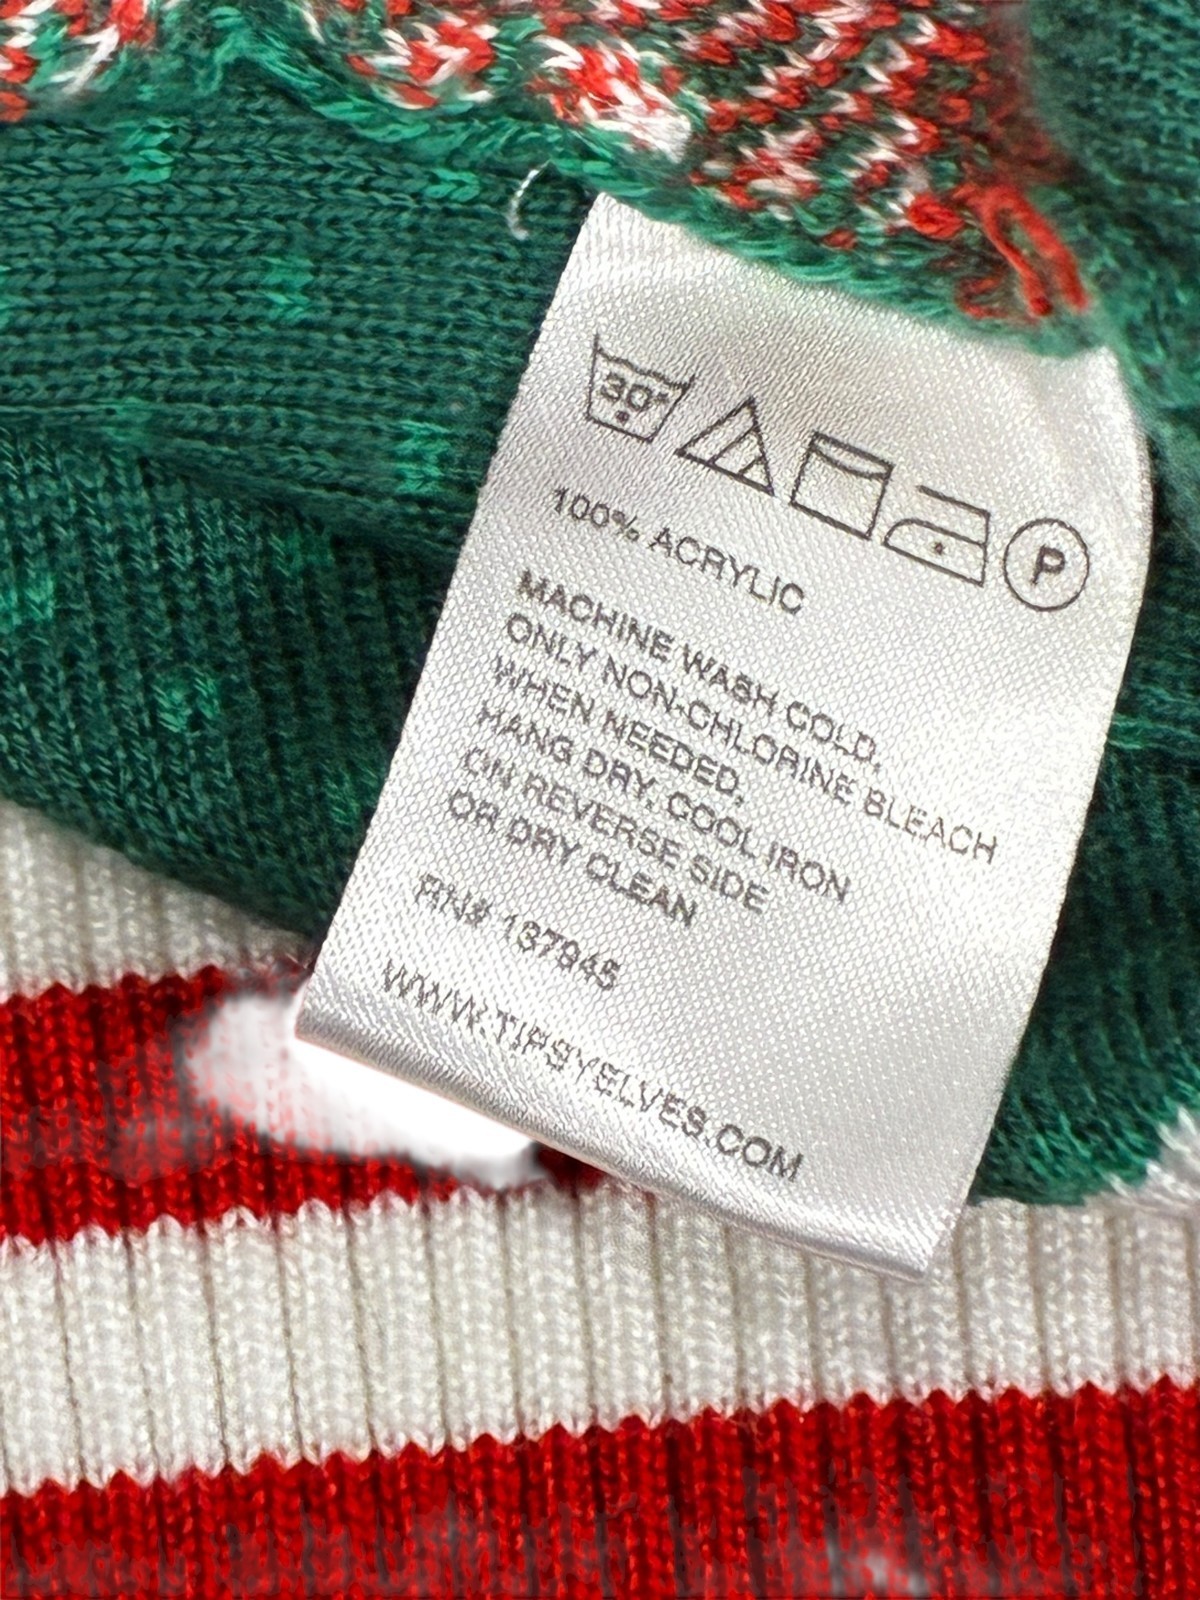 30°
P
100% ACRYLIC
MACHINE WASH COLD,
ONLY NON-CHLORINE BLEACH
WHEN NEEDED,
HANG DRY, COOL IRON
ON REVERSE SIDE
OR DRY CLEAN
RN# 137945
WWW.TIPSYELVES.COM